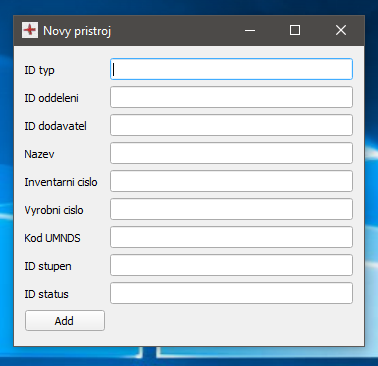 Novy pristroj
ID typ
ID oddeleni
ID dodavatel
Nazev
Inventarni cislo
Vyrobni cislo
Kod UMNDS
ID stupen
ID status
Add